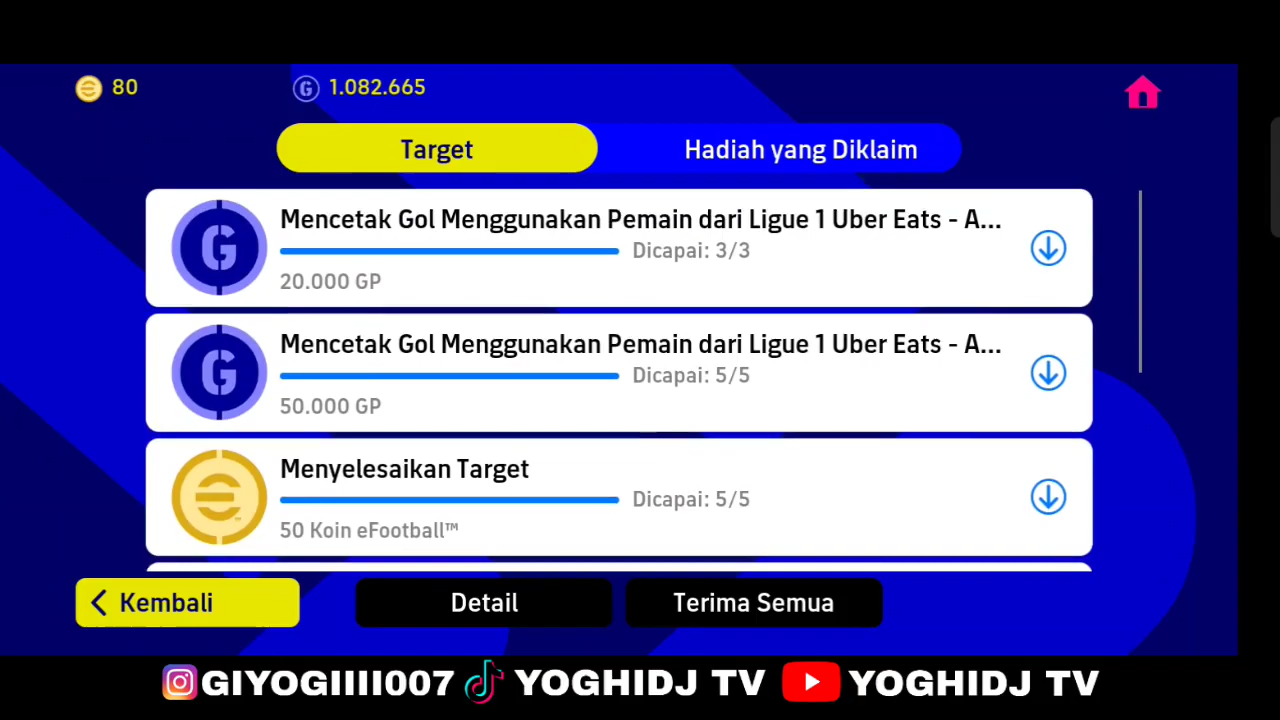 80
1.082.665
Target
Hadiah yang Diklaim
Mencetak Gol Menggunakan Pemain dari Ligue 1 Uber Eats - A...
Dicapai: 3/3
20.000 GP
Mencetak Gol Menggunakan Pemain dari Ligue 1 Uber Eats - A...
Dicapai: 5/5
50.000 GP
Menyelesaikan Target
Dicapai: 5/5
50 Koin eFootball™
Kembali
Detail
Terima Semua
GIYOGIIII007 YOGHIDJ TV YOGHIDJ TV